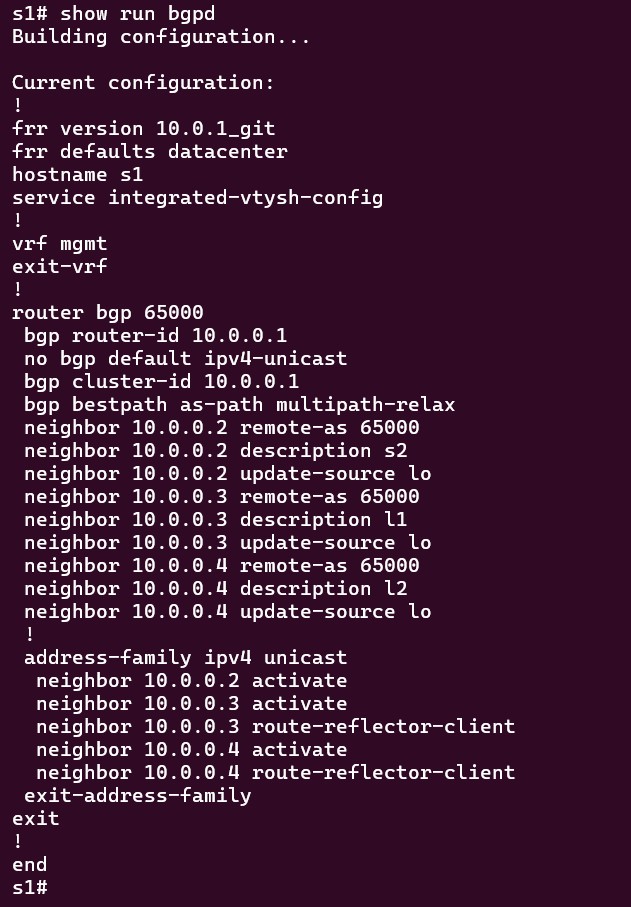 s1# show run bgpd
Building configuration...

Current configuration:
!
frr version 10.0.1_git
frr defaults datacenter
hostname s1
service integrated-vtysh-config
!
vrf mgmt
exit-vrf
!
router bgp 65000
 bgp router-id 10.0.0.1
 no bgp default ipv4-unicast
 bgp cluster-id 10.0.0.1
 bgp bestpath as-path multipath-relax
 neighbor 10.0.0.2 remote-as 65000
 neighbor 10.0.0.2 description s2
 neighbor 10.0.0.2 update-source lo
 neighbor 10.0.0.3 remote-as 65000
 neighbor 10.0.0.3 description l1
 neighbor 10.0.0.3 update-source lo
 neighbor 10.0.0.4 remote-as 65000
 neighbor 10.0.0.4 description l2
 neighbor 10.0.0.4 update-source lo
 !
 address-family ipv4 unicast
  neighbor 10.0.0.2 activate
  neighbor 10.0.0.3 activate
  neighbor 10.0.0.3 route-reflector-client
  neighbor 10.0.0.4 activate
  neighbor 10.0.0.4 route-reflector-client
 exit-address-family
exit
!
end
s1#